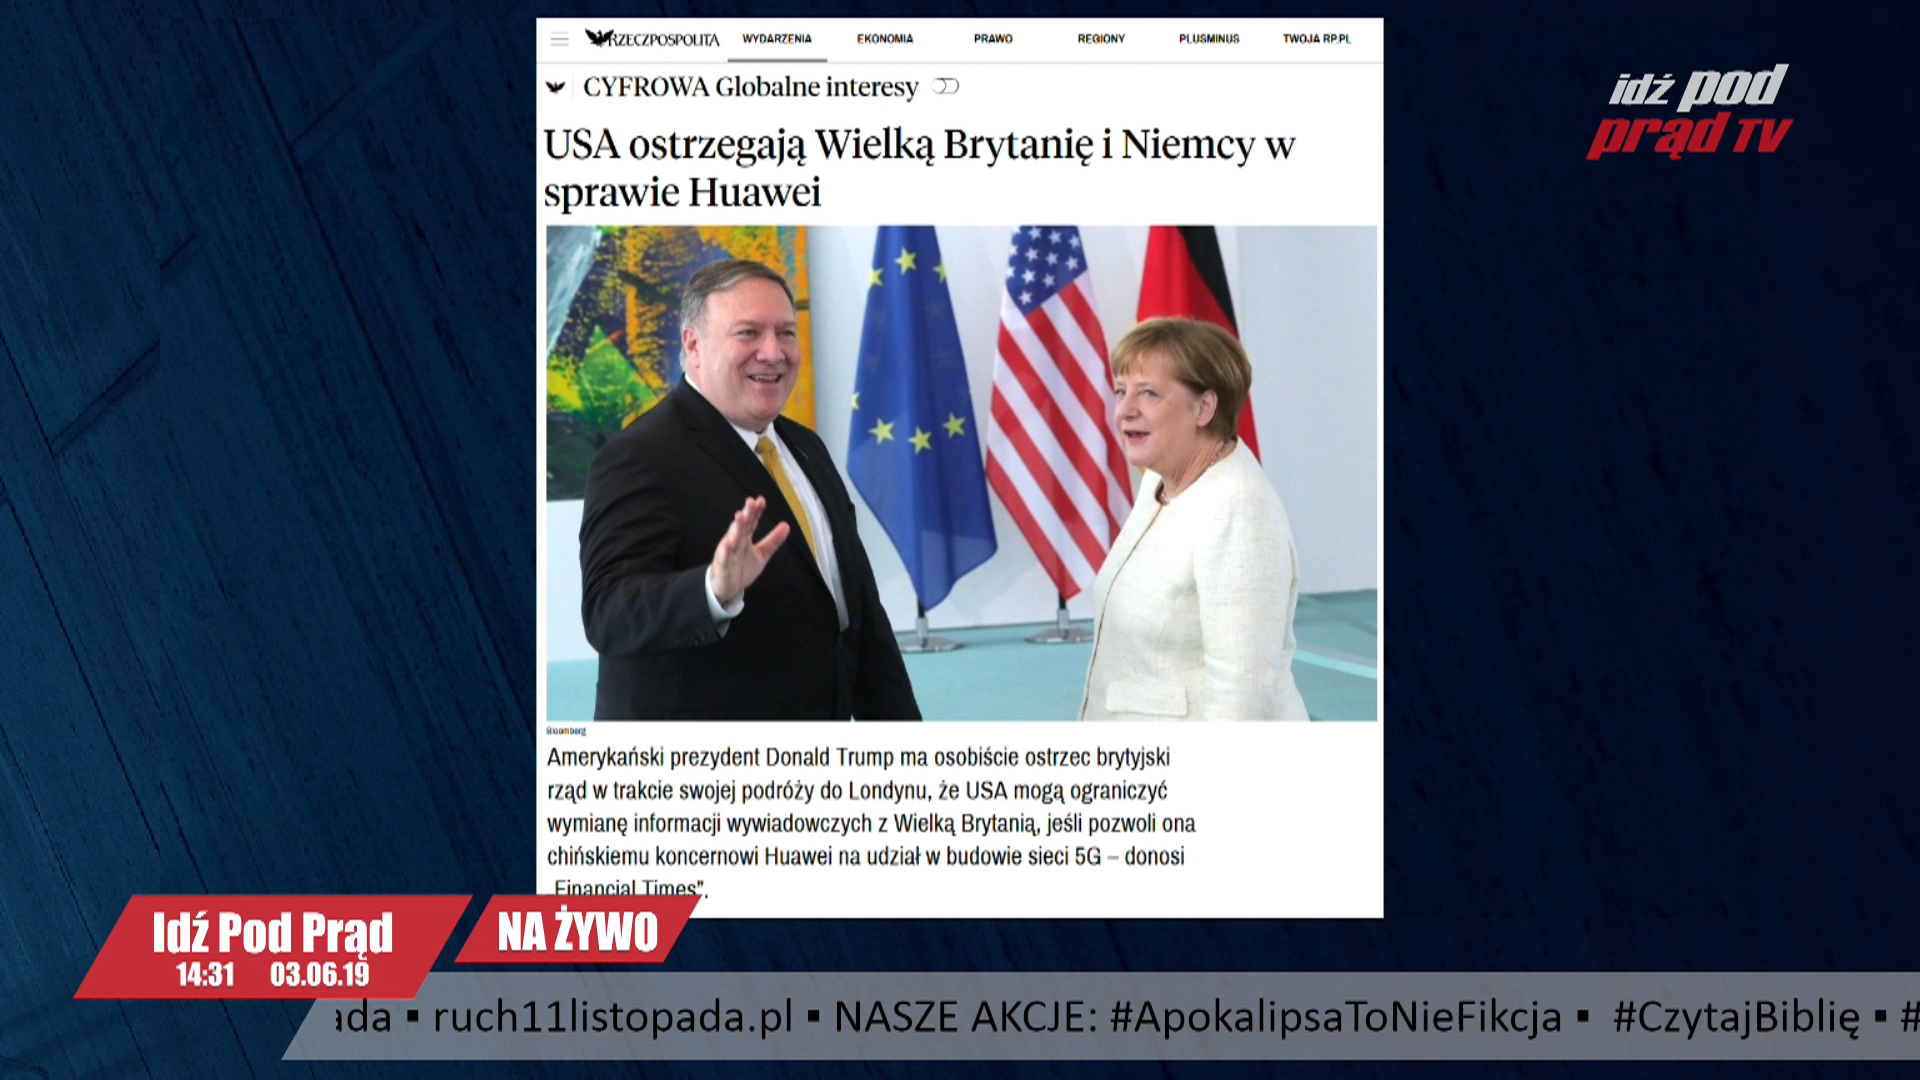 RZECZPOSPOLITA WYDARZENIA EKONOMIA PRAWO REGIONY PLUSMINUS TWOJA RP.PL
CYFROWA Globalne interesy
USA ostrzegają Wielką Brytanię i Niemcy w
sprawie Huawei
idź pod
prąd TV
Bloomberg
Amerykański prezydent Donald Trump ma osobiście ostrzec brytyjski
rząd w trakcie swojej podróży do Londynu, że USA mogą ograniczyć
wymianę informacji wywiadowczych z Wielką Brytanią, jeśli pozwoli ona
chińskiemu koncernowi Huawei na udział w budowie sieci 5G – donosi
„Financial Times”.
Idź Pod Prąd
NA ŻYWO
14:31 03.06.19
ada ▪ ruch11listopada.pl ▪ NASZE AKCJE: #ApokalipsaToNieFikcja ▪ #CzytajBiblię ▪ #